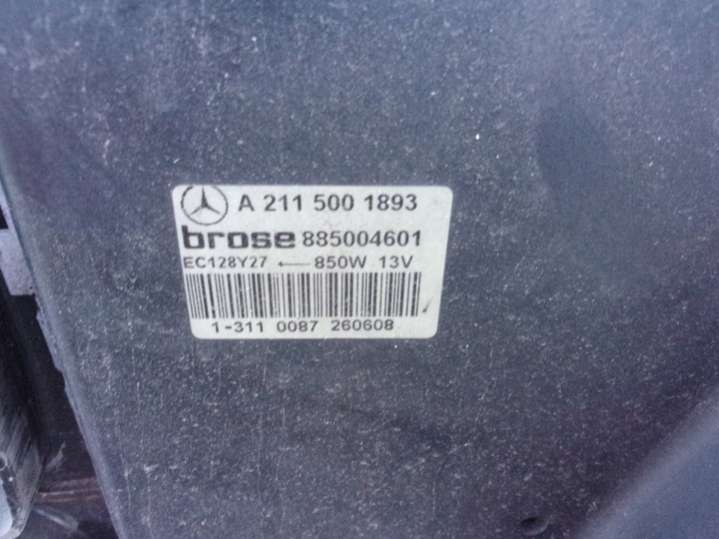 A 211 500 1893
brose 885004601
EC128Y27 ← 850W 13V
1-311 0087 260608